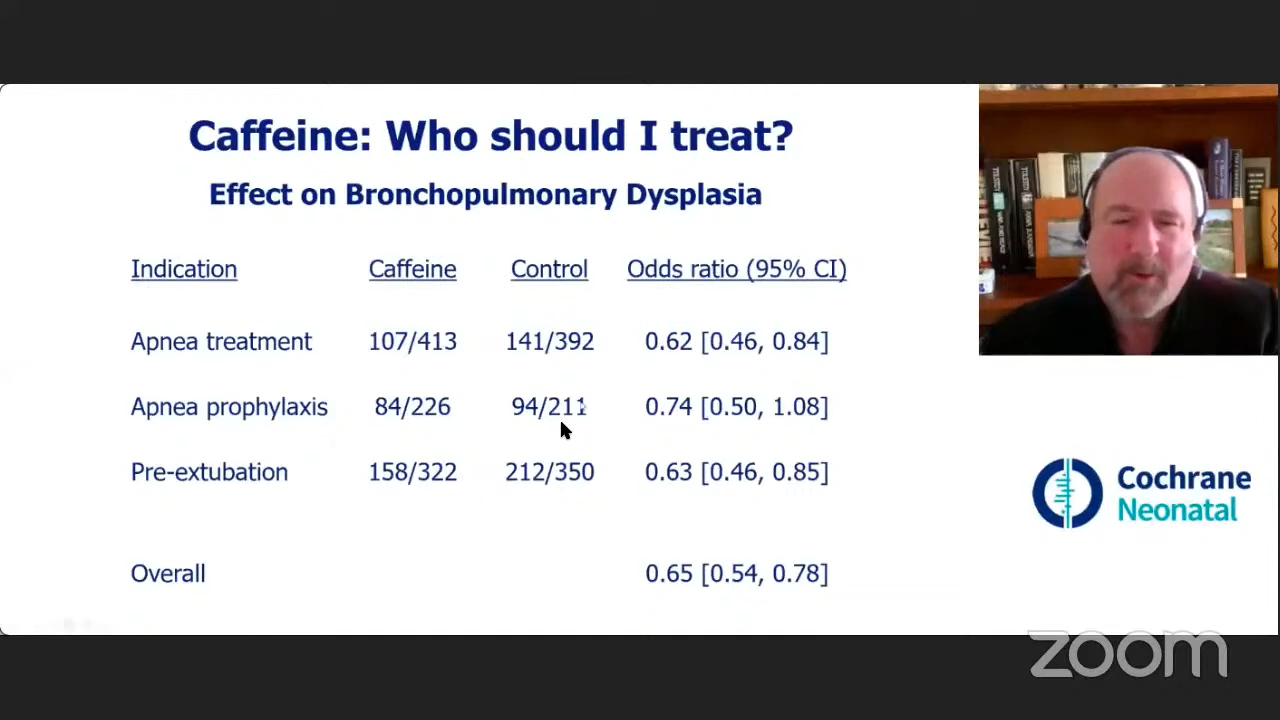 Caffeine: Who should I treat?
Effect on Bronchopulmonary Dysplasia
Indication Caffeine Control Odds ratio (95% CI)
Apnea treatment 107/413 141/392 0.62 [0.46, 0.84]
Apnea prophylaxis 84/226 94/211 0.74 [0.50, 1.08]
Pre-extubation 158/322 212/350 0.63 [0.46, 0.85]
Overall 0.65 [0.54, 0.78]
Cochrane
Neonatal
zoom